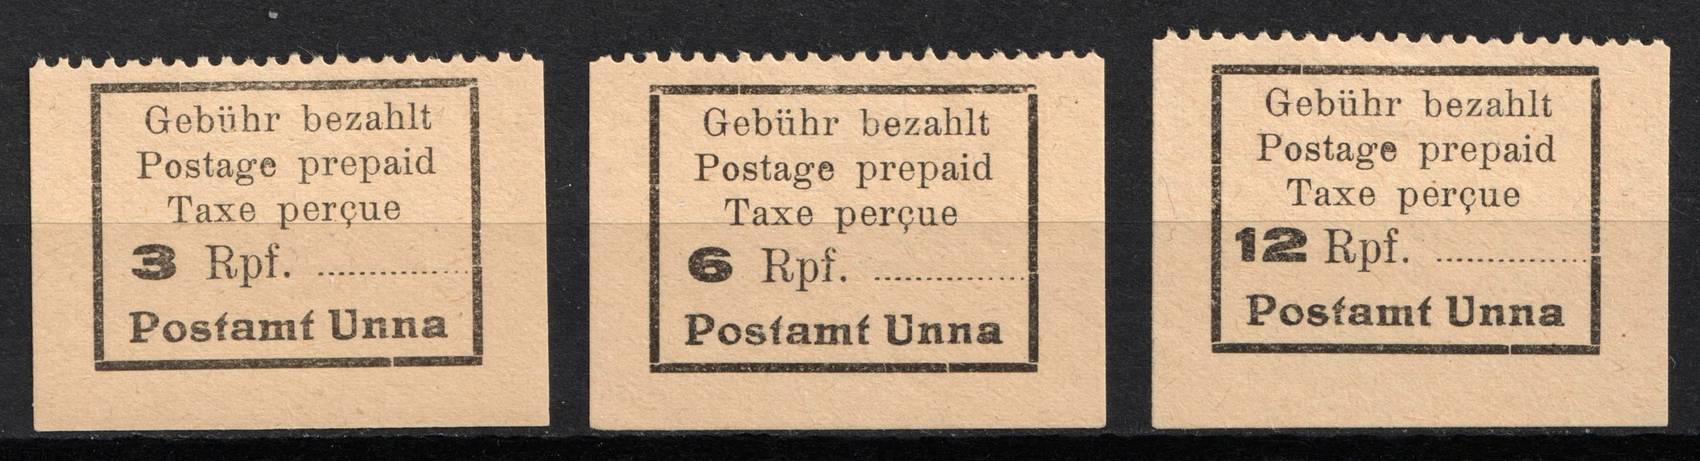 Gebühr bezahlt
Postage prepaid
Taxe perçue
3 Rpf. ....................
Postamt Unna
Gebühr bezahlt
Postage prepaid
Taxe perçue
6 Rpf. ....................
Postamt Unna
Gebühr bezahlt
Postage prepaid
Taxe perçue
12 Rpf. ....................
Postamt Unna